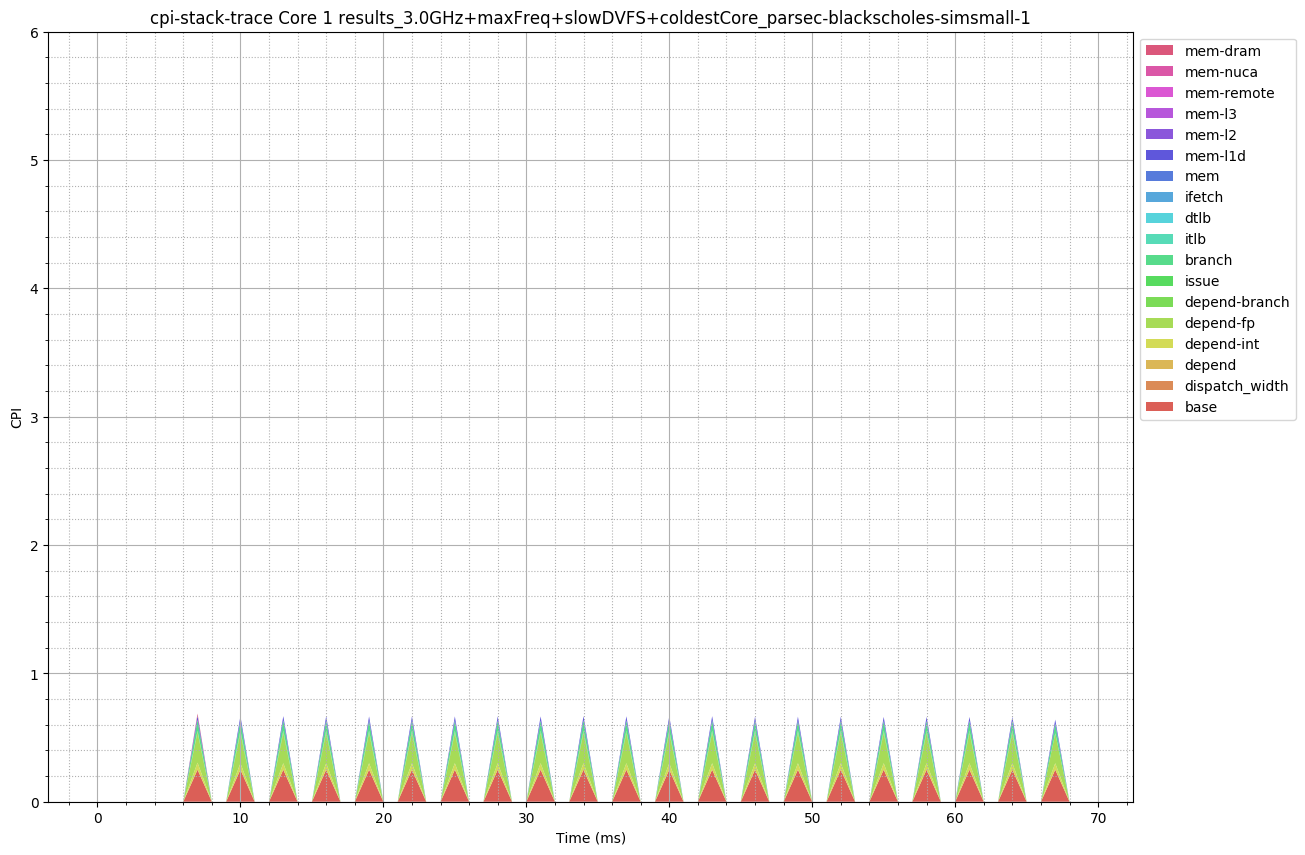 cpi-stack-trace Core 1 results_3.0GHz+maxFreq+slowDVFS+coldestCore_parsec-blackscholes-simsmall-1
6
5
4
3
2
1
0
CPI
0 10 20 30 40 50 60 70
Time (ms)
mem-dram
mem-nuca
mem-remote
mem-l3
mem-l2
mem-l1d
mem
ifetch
dtlb
itlb
branch
issue
depend-branch
depend-fp
depend-int
depend
dispatch_width
base